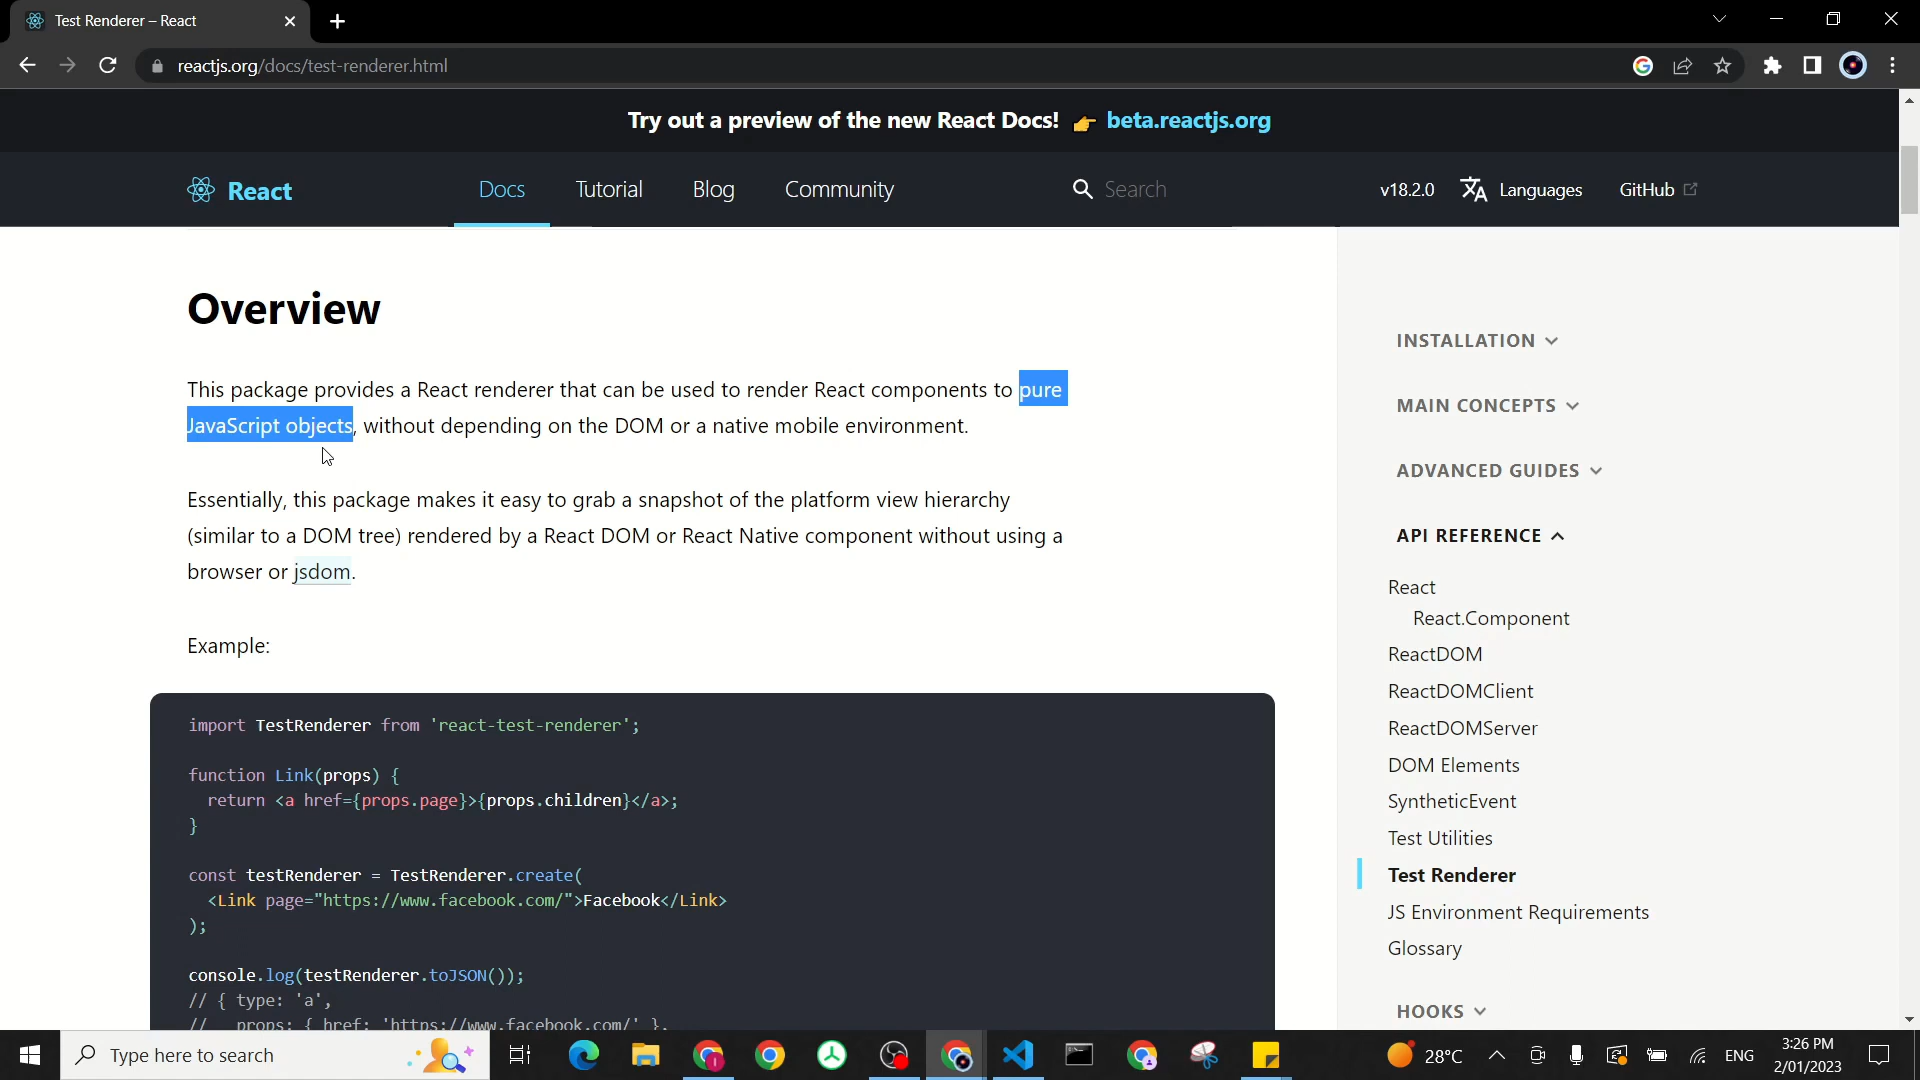 Test Renderer – React
reactjs.org/docs/test-renderer.html
Try out a preview of the new React Docs! 👉 beta.reactjs.org
React
Docs
Tutorial
Blog
Community
Search
v18.2.0
Languages
GitHub
Overview
This package provides a React renderer that can be used to render React components to pure
JavaScript objects, without depending on the DOM or a native mobile environment.
Essentially, this package makes it easy to grab a snapshot of the platform view hierarchy
(similar to a DOM tree) rendered by a React DOM or React Native component without using a
browser or jsdom.
Example:
import TestRenderer from 'react-test-renderer';
function Link(props) {
return <a href={props.page}>{props.children}</a>;
}
const testRenderer = TestRenderer.create(
<Link page="https://www.facebook.com/">Facebook</Link>
);
console.log(testRenderer.toJSON());
// { type: 'a',
//   props: { href: 'https://www.facebook.com/' },
INSTALLATION
MAIN CONCEPTS
ADVANCED GUIDES
API REFERENCE
React
React.Component
ReactDOM
ReactDOMClient
ReactDOMServer
DOM Elements
SyntheticEvent
Test Utilities
Test Renderer
JS Environment Requirements
Glossary
HOOKS
Type here to search
28°C
ENG
3:26 PM
2/01/2023